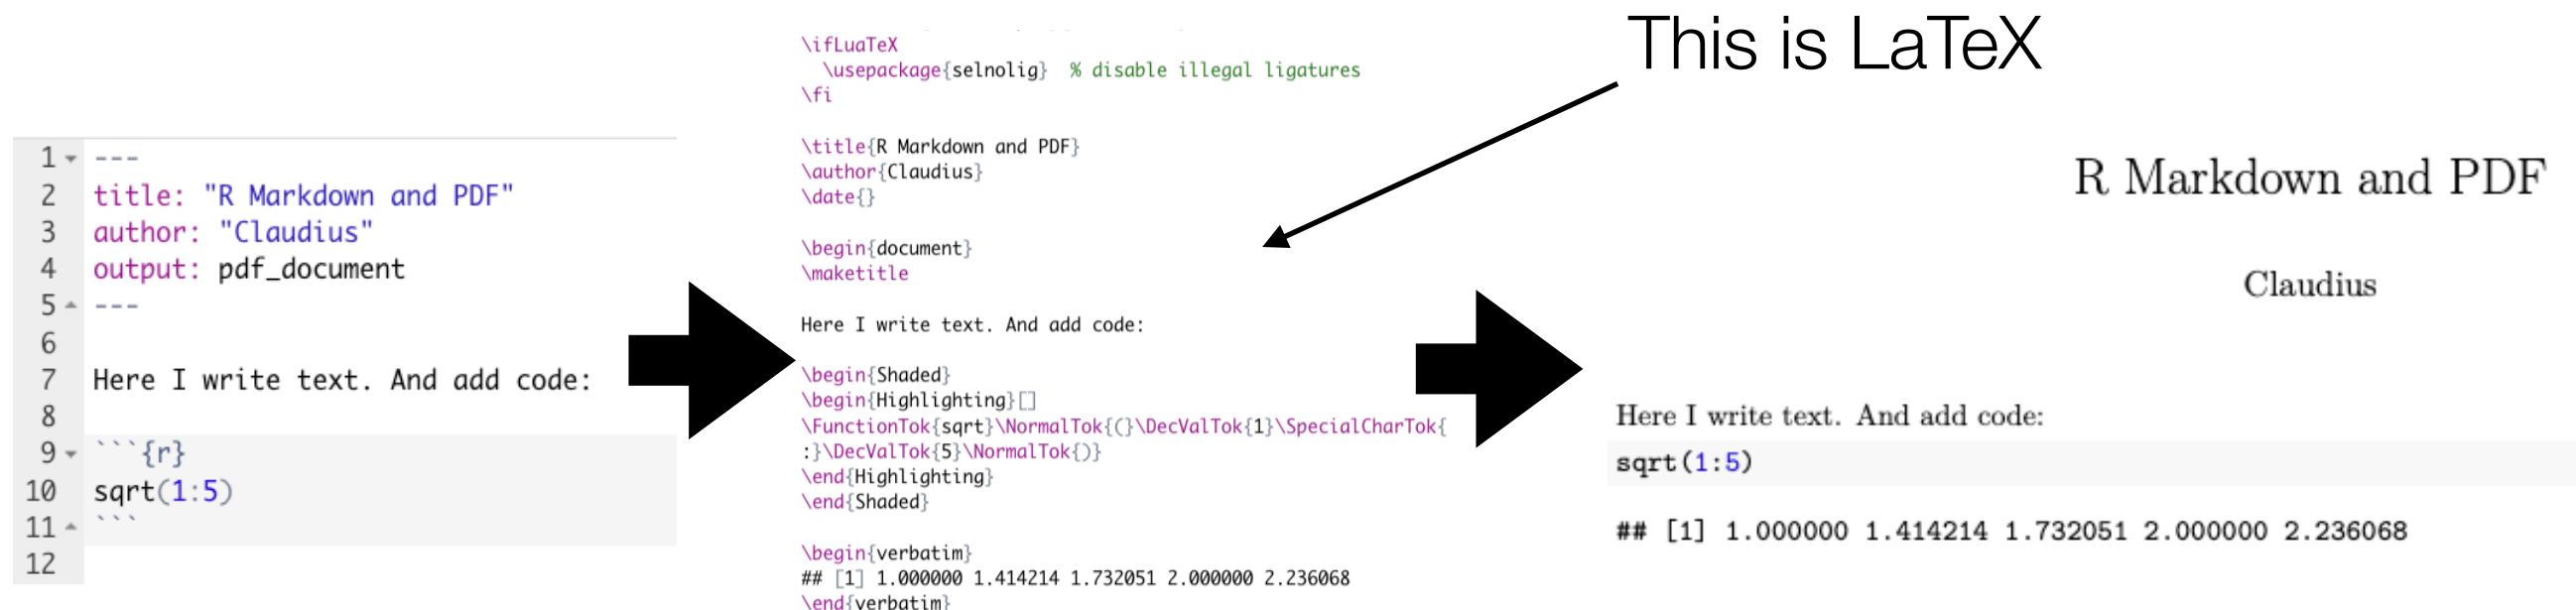 1 ---
2 title: "R Markdown and PDF"
3 author: "Claudius"
4 output: pdf_document
5 ---
6
7 Here I write text. And add code:
8
9 ```{r}
10 sqrt(1:5)
11 ```
12
\ifLuaTeX
  \usepackage{selnolig}  % disable illegal ligatures
\fi
\title{R Markdown and PDF}
\author{Claudius}
\date{}
\begin{document}
\maketitle
Here I write text. And add code:
\begin{Shaded}
\begin{Highlighting}[]
\FunctionTok{sqrt}\NormalTok{(}\DecValTok{1}\SpecialCharTok{
:}\DecValTok{5}\NormalTok{)}
\end{Highlighting}
\end{Shaded}
\begin{verbatim}
## [1] 1.000000 1.414214 1.732051 2.000000 2.236068
\end{verbatim}
This is LaTeX
R Markdown and PDF
Claudius
Here I write text. And add code:
sqrt(1:5)
## [1] 1.000000 1.414214 1.732051 2.000000 2.236068